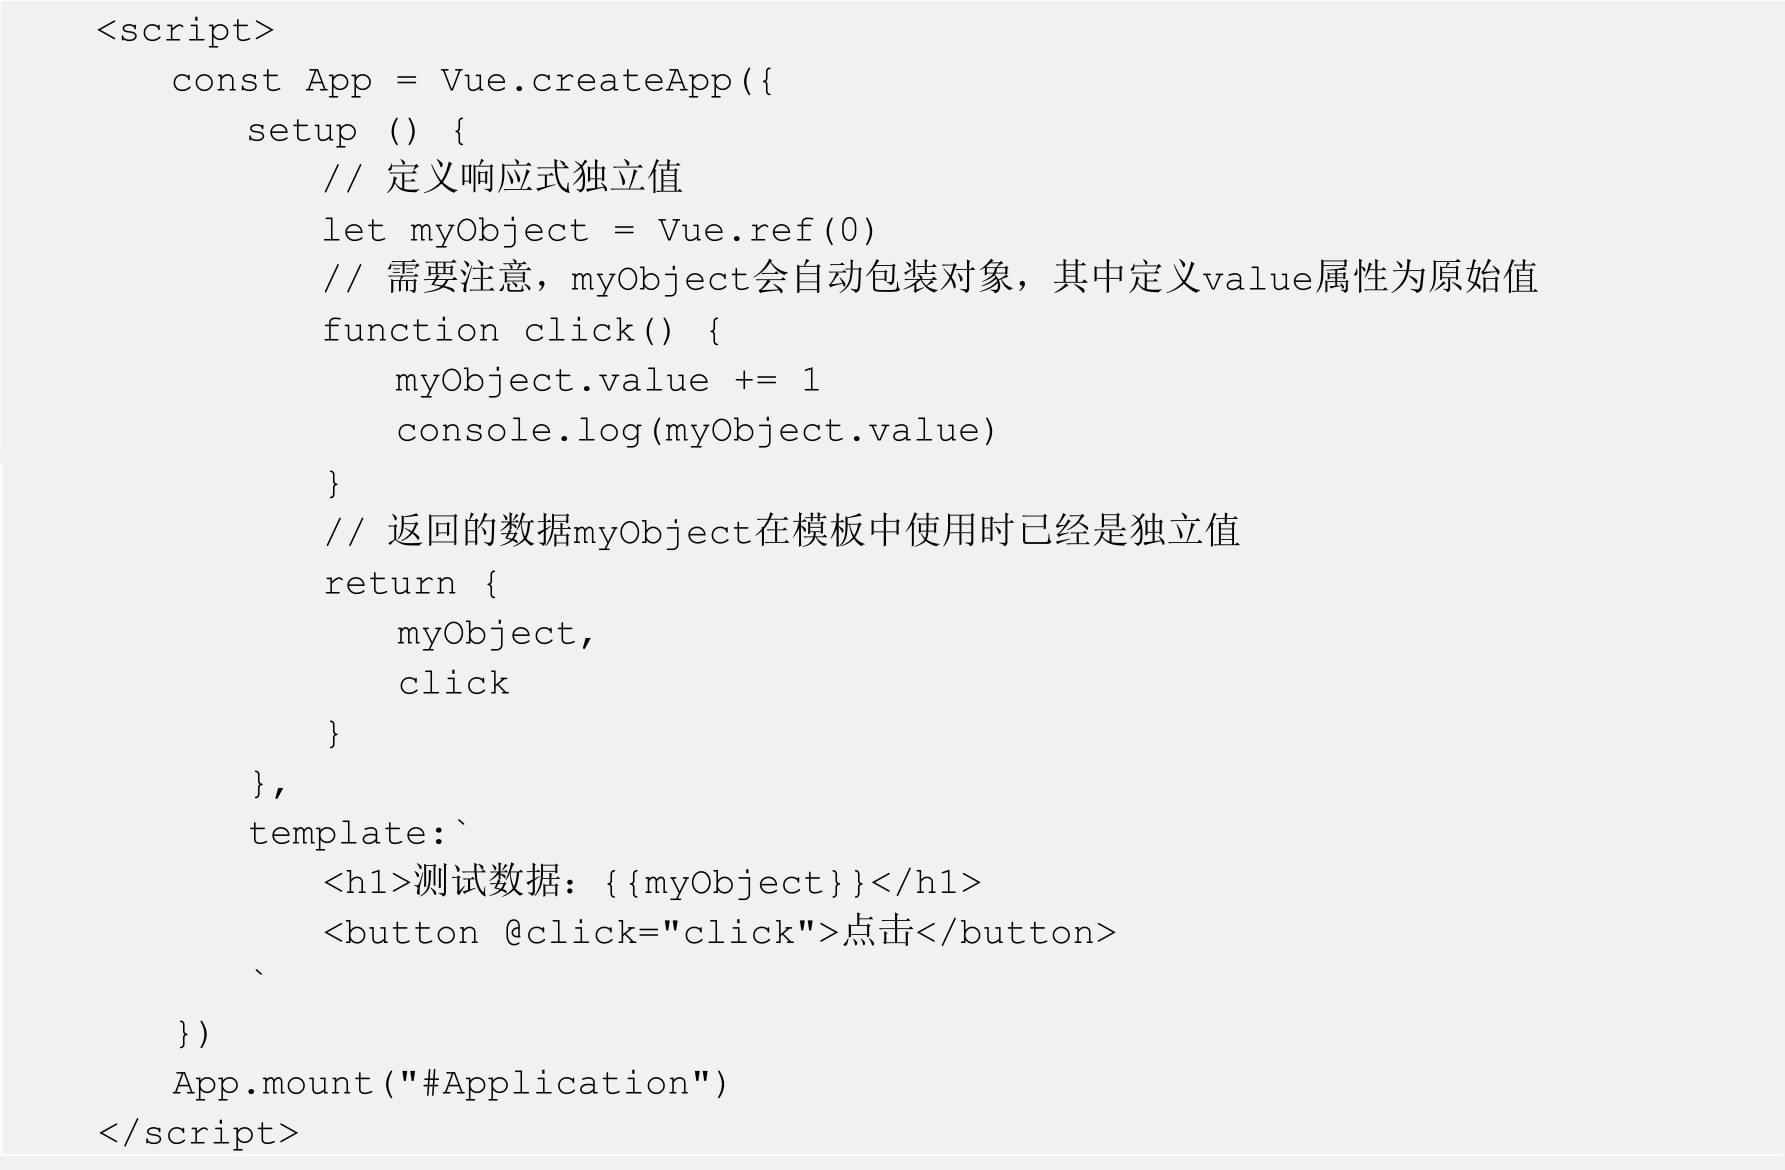 <script>
const App = Vue.createApp({
setup () {
// 定义响应式独立值
let myObject = Vue.ref(0)
// 需要注意，myObject会自动包装对象，其中定义value属性为原始值
function click() {
myObject.value += 1
console.log(myObject.value)
}
// 返回的数据myObject在模板中使用时已经是独立值
return {
myObject,
click
}
},
template:`
<h1>测试数据：{{myObject}}</h1>
<button @click="click">点击</button>
`
})
App.mount("#Application")
</script>